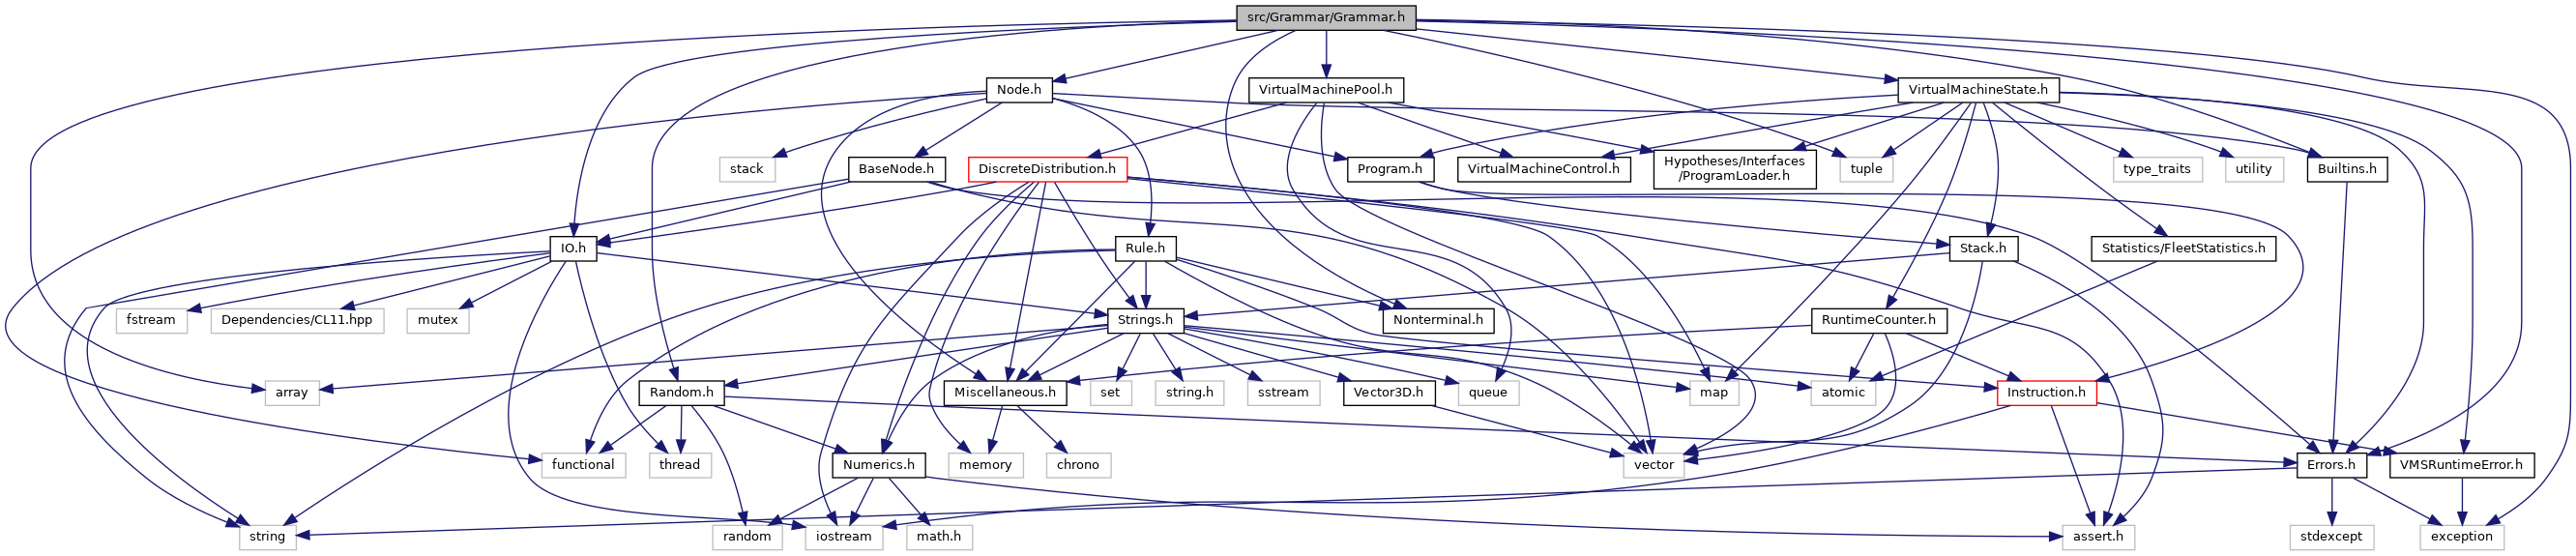 src/Grammar/Grammar.h
Node.h
VirtualMachinePool.h
VirtualMachineState.h
stack
BaseNode.h
DiscreteDistribution.h
Program.h
VirtualMachineControl.h
Hypotheses/Interfaces
/ProgramLoader.h
tuple
type_traits
utility
Builtins.h
IO.h
Rule.h
Stack.h
Statistics/FleetStatistics.h
fstream
Dependencies/CL11.hpp
mutex
Strings.h
Nonterminal.h
RuntimeCounter.h
array
Random.h
Miscellaneous.h
set
string.h
sstream
Vector3D.h
queue
map
atomic
Instruction.h
functional
thread
Numerics.h
memory
chrono
vector
Errors.h
VMSRuntimeError.h
string
random
iostream
math.h
assert.h
stdexcept
exception